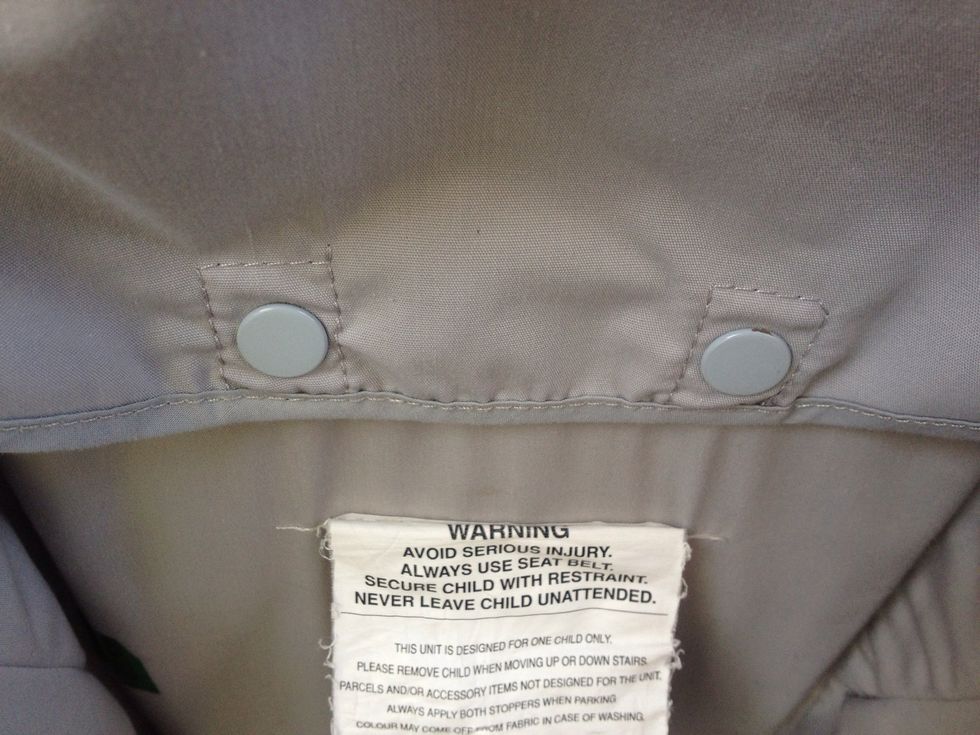 WARNING
AVOID SERIOUS INJURY.
ALWAYS USE SEAT BELT.
SECURE CHILD WITH RESTRAINT.
NEVER LEAVE CHILD UNATTENDED.
THIS UNIT IS DESIGNED FOR ONE CHILD ONLY.
PLEASE REMOVE CHILD WHEN MOVING UP OR DOWN STAIRS.
PARCELS AND/OR ACCESSORY ITEMS NOT DESIGNED FOR THE UNIT,
ALWAYS APPLY BOTH STOPPERS WHEN PARKING
COLOUR MAY COME OFF FROM FABRIC IN CASE OF WASHING.